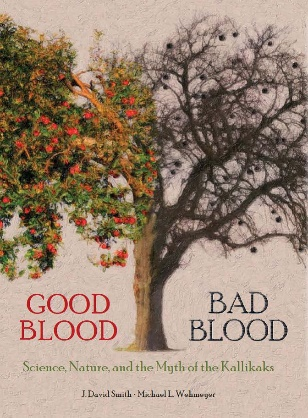 GOOD BAD
BLOOD BLOOD
Science, Nature, and the Myth of the Kallikaks
J. David Smith · Michael L. Wehmeyer